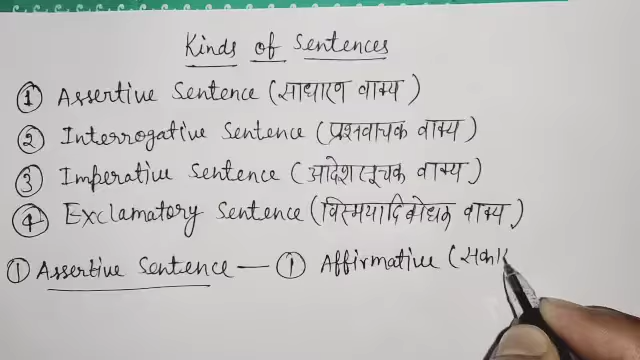 Kinds of Sentences
① Assertive Sentence (साधारण वाक्य)
② Interrogative Sentence (प्रश्नवाचक वाक्य)
③ Imperative Sentence (आदेशसूचक वाक्य)
④ Exclamatory Sentence (विस्मयादिबोधक वाक्य)
① Assertive Sentence — ① Affirmative (सका